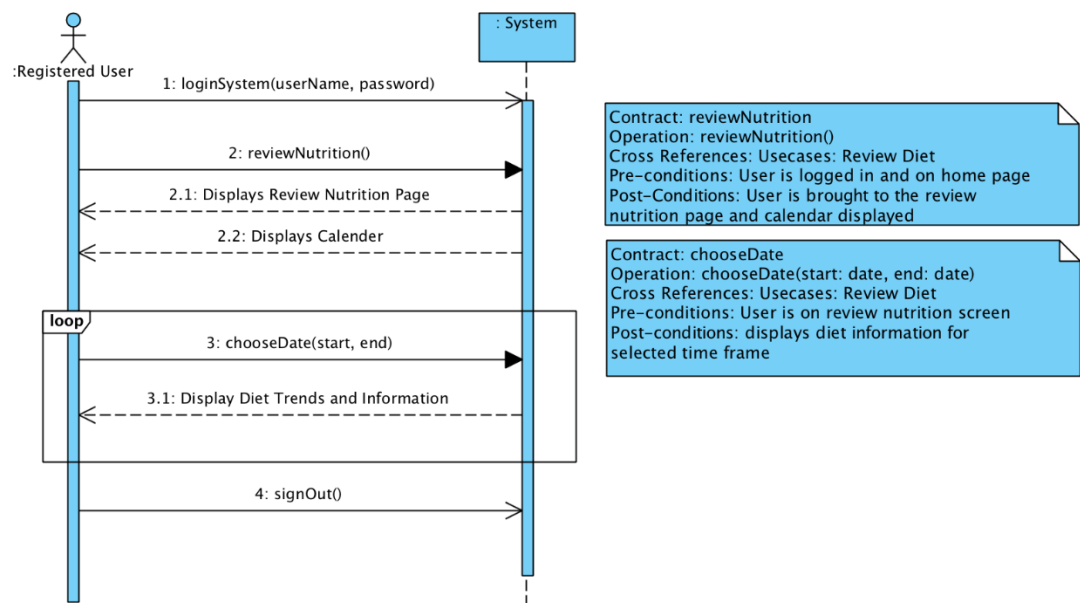 : System
:Registered User
1: loginSystem(userName, password)
2: reviewNutrition()
2.1: Displays Review Nutrition Page
2.2: Displays Calender
loop
3: chooseDate(start, end)
3.1: Display Diet Trends and Information
4: signOut()
Contract: reviewNutrition
Operation: reviewNutrition()
Cross References: Usecases: Review Diet
Pre-conditions: User is logged in and on home page
Post-Conditions: User is brought to the review
nutrition page and calendar displayed
Contract: chooseDate
Operation: chooseDate(start: date, end: date)
Cross References: Usecases: Review Diet
Pre-conditions: User is on review nutrition screen
Post-conditions: displays diet information for
selected time frame